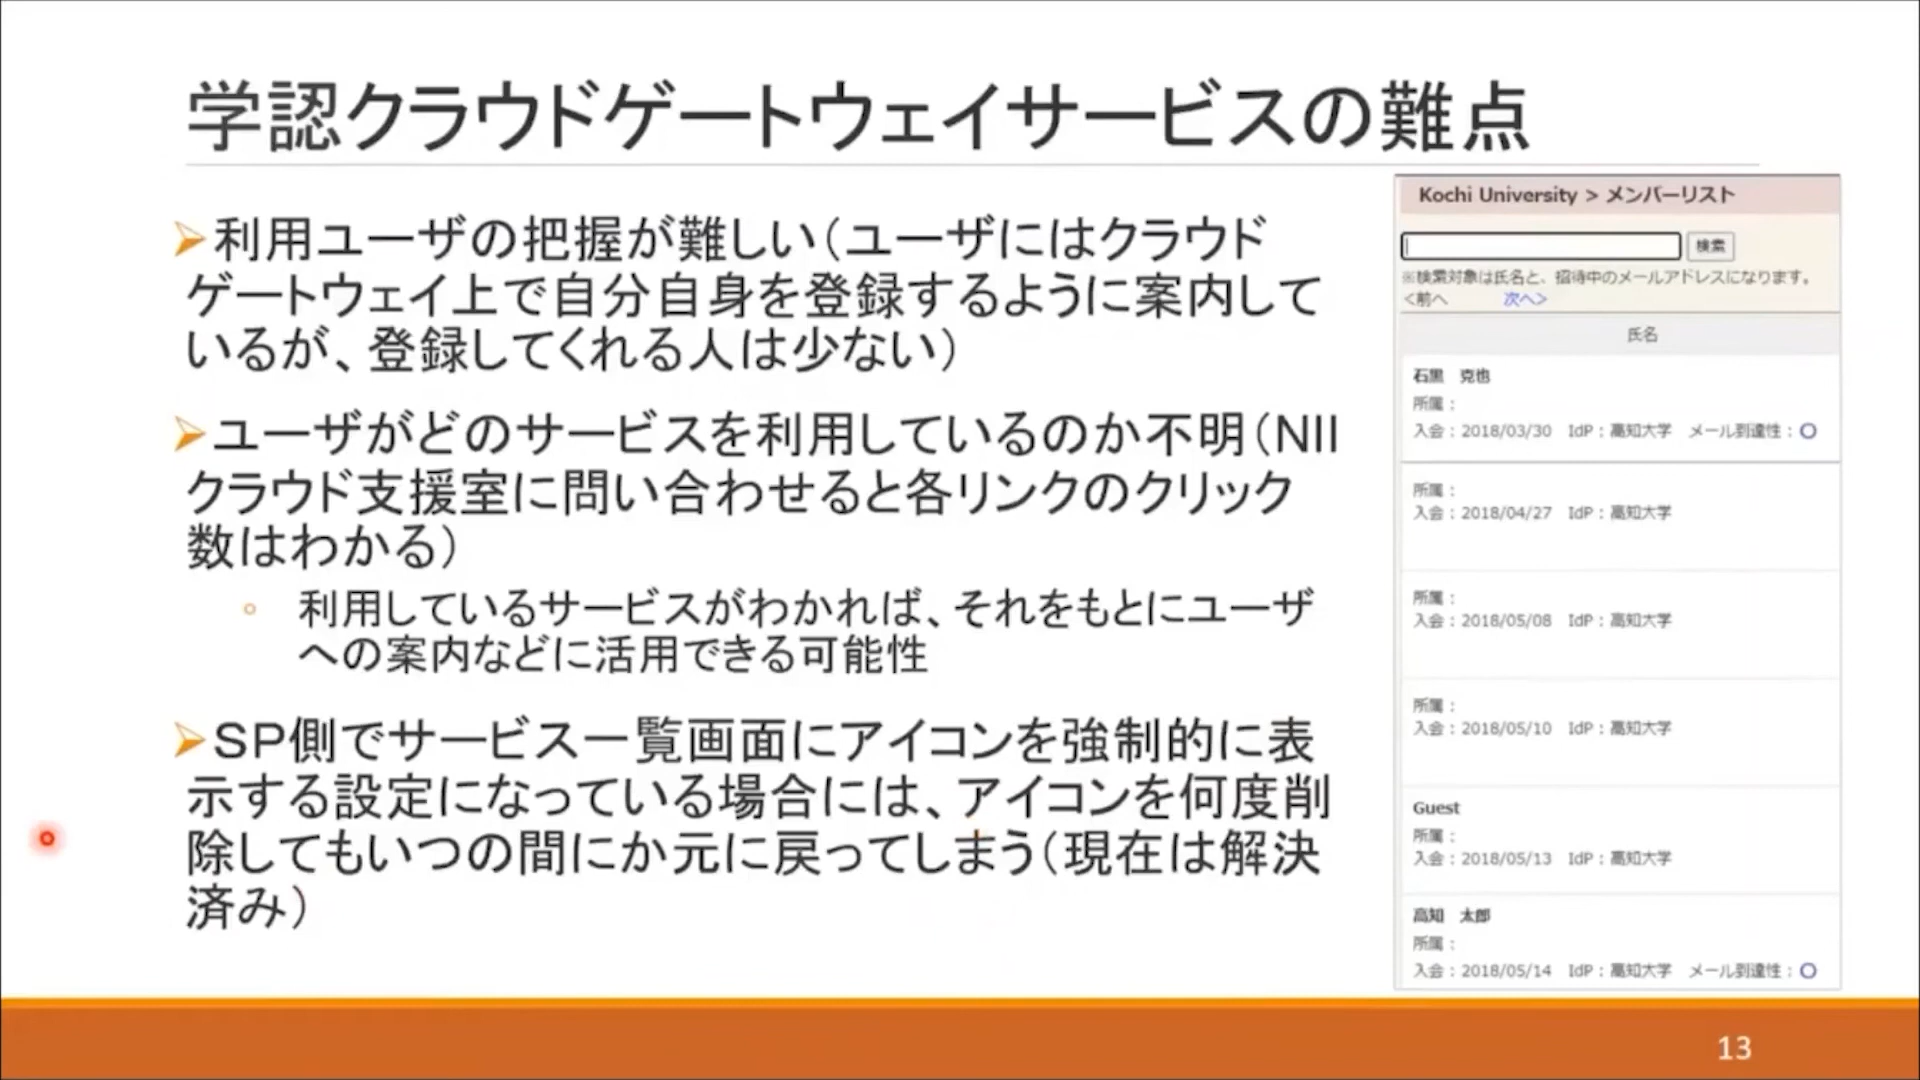 学認クラウドゲートウェイサービスの難点
➢利用ユーザの把握が難しい（ユーザにはクラウド
ゲートウェイ上で自分自身を登録するように案内して
いるが、登録してくれる人は少ない）
➢ユーザがどのサービスを利用しているのか不明（NII
クラウド支援室に問い合わせると各リンクのクリック
数はわかる）
◦ 利用しているサービスがわかれば、それをもとにユーザ
への案内などに活用できる可能性
➢SP側でサービス一覧画面にアイコンを強制的に表
示する設定になっている場合には、アイコンを何度削
除してもいつの間にか元に戻ってしまう（現在は解決
済み）
Kochi University > メンバーリスト
検索
※検索対象は氏名と、招待中のメールアドレスになります。
<前へ 次へ>
氏名
石黒 克也
所属：
入会：2018/03/30 IdP：高知大学 メール到達性：○
所属：
入会：2018/04/27 IdP：高知大学
所属：
入会：2018/05/08 IdP：高知大学
所属：
入会：2018/05/10 IdP：高知大学
Guest
所属：
入会：2018/05/13 IdP：高知大学
高知 太郎
所属：
入会：2018/05/14 IdP：高知大学 メール到達性：○
13